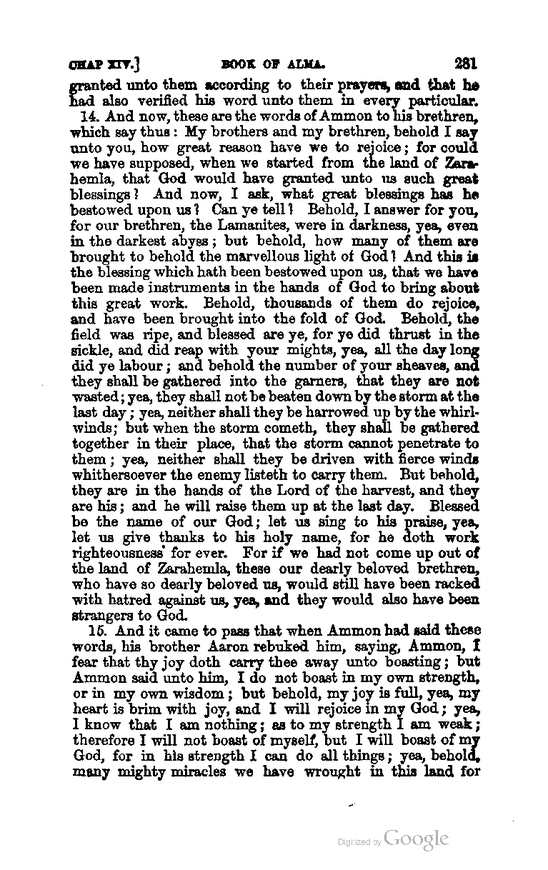 CHAP XIV.] BOOK OF ALMA. 281
granted unto them according to their prayers, and that he
had also verified his word unto them in every particular.
14. And now, these are the words of Ammon to his brethren,
which say thus: My brothers and my brethren, behold I say
unto you, how great reason have we to rejoice; for could
we have supposed, when we started from the land of Zara-
hemla, that God would have granted unto us such great
blessings? And now, I ask, what great blessings has he
bestowed upon us? Can ye tell? Behold, I answer for you,
for our brethren, the Lamanites, were in darkness, yea, even
in the darkest abyss; but behold, how many of them are
brought to behold the marvellous light of God! And this is
the blessing which hath been bestowed upon us, that we have
been made instruments in the hands of God to bring about
this great work. Behold, thousands of them do rejoice,
and have been brought into the fold of God. Behold, the
field was ripe, and blessed are ye, for ye did thrust in the
sickle, and did reap with your mights, yea, all the day long
did ye labour; and behold the number of your sheaves, and
they shall be gathered into the garners, that they are not
wasted; yea, they shall not be beaten down by the storm at the
last day; yea, neither shall they be harrowed up by the whirl-
winds; but when the storm cometh, they shall be gathered
together in their place, that the storm cannot penetrate to
them; yea, neither shall they be driven with fierce winds
whithersoever the enemy listeth to carry them. But behold,
they are in the hands of the Lord of the harvest, and they
are his; and he will raise them up at the last day. Blessed
be the name of our God; let us sing to his praise, yea,
let us give thanks to his holy name, for he doth work
righteousness for ever. For if we had not come up out of
the land of Zarahemla, these our dearly beloved brethren,
who have so dearly beloved us, would still have been racked
with hatred against us, yea, and they would also have been
strangers to God.
15. And it came to pass that when Ammon had said these
words, his brother Aaron rebuked him, saying, Ammon, I
fear that thy joy doth carry thee away unto boasting; but
Ammon said unto him, I do not boast in my own strength,
or in my own wisdom; but behold, my joy is full, yea, my
heart is brim with joy, and I will rejoice in my God; yea,
I know that I am nothing; as to my strength I am weak;
therefore I will not boast of myself, but I will boast of my
God, for in his strength I can do all things; yea, behold,
many mighty miracles we have wrought in this land for
Digitized by Google